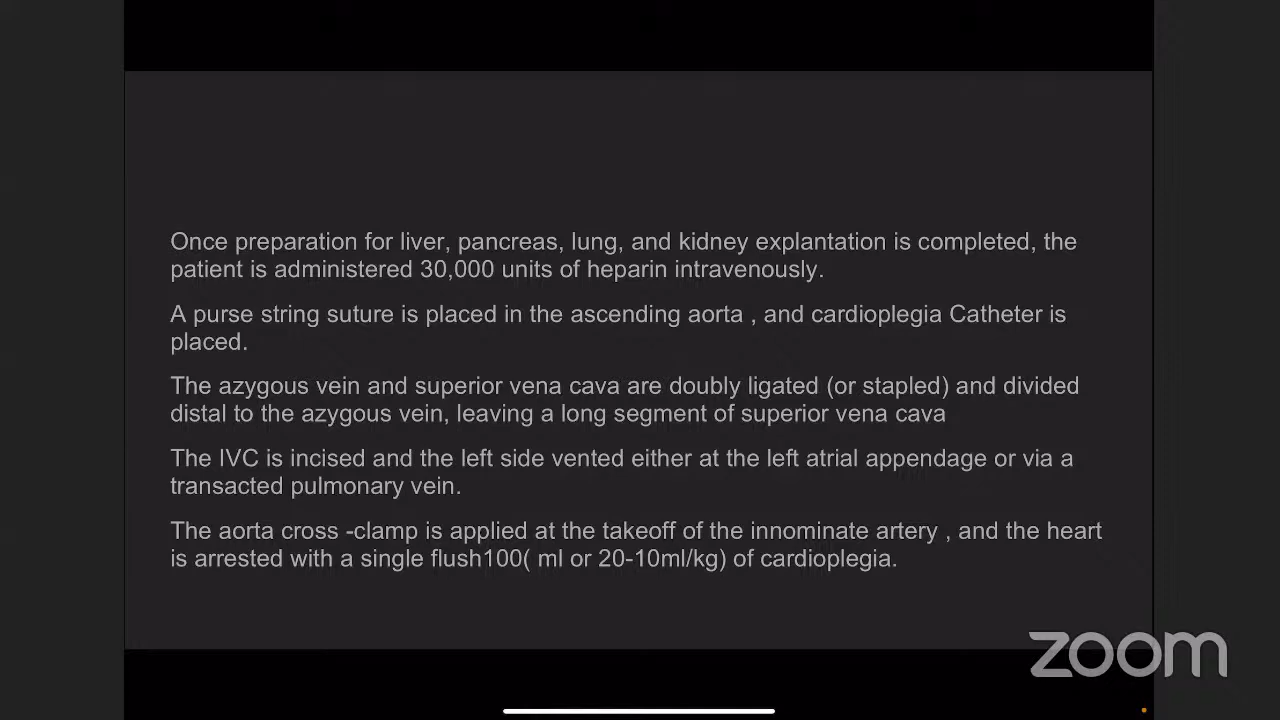 Once preparation for liver, pancreas, lung, and kidney explantation is completed, the
patient is administered 30,000 units of heparin intravenously.
A purse string suture is placed in the ascending aorta , and cardioplegia Catheter is
placed.
The azygous vein and superior vena cava are doubly ligated (or stapled) and divided
distal to the azygous vein, leaving a long segment of superior vena cava
The IVC is incised and the left side vented either at the left atrial appendage or via a
transacted pulmonary vein.
The aorta cross -clamp is applied at the takeoff of the innominate artery , and the heart
is arrested with a single flush100( ml or 20-10ml/kg) of cardioplegia.
zoom